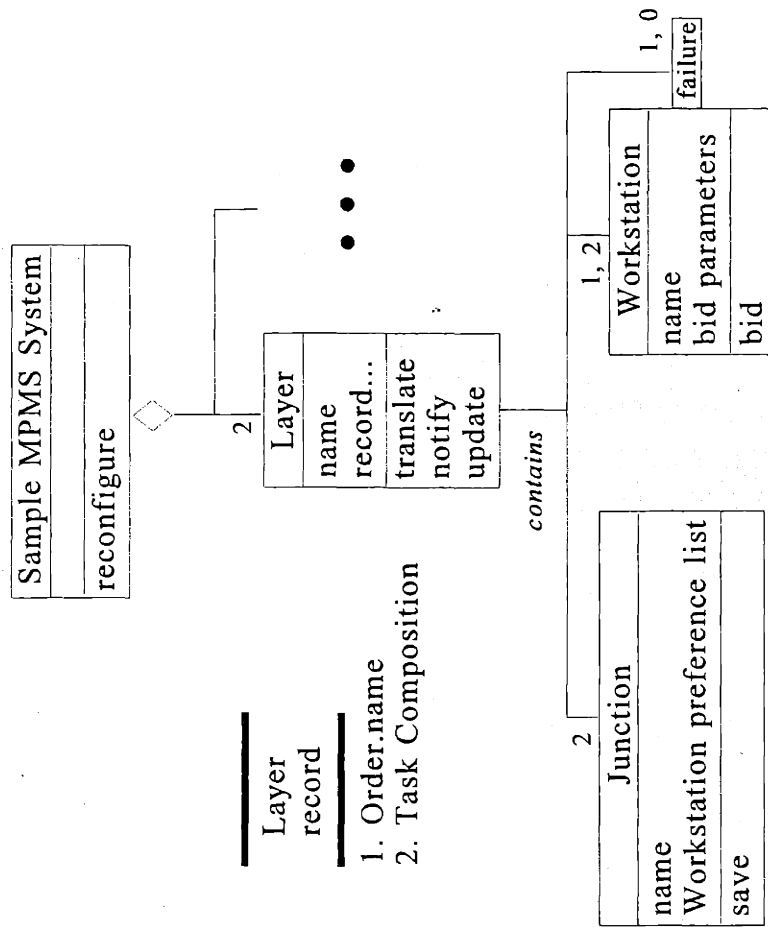 Sample MPMS System
reconfigure
2
Layer
name
record...
translate
notify
update
• • •
Layer
record
1. Order.name
2. Task Composition
contains
2
Junction
name
Workstation preference list
save
1, 2
Workstation
name
bid parameters
bid
1, 0
failure